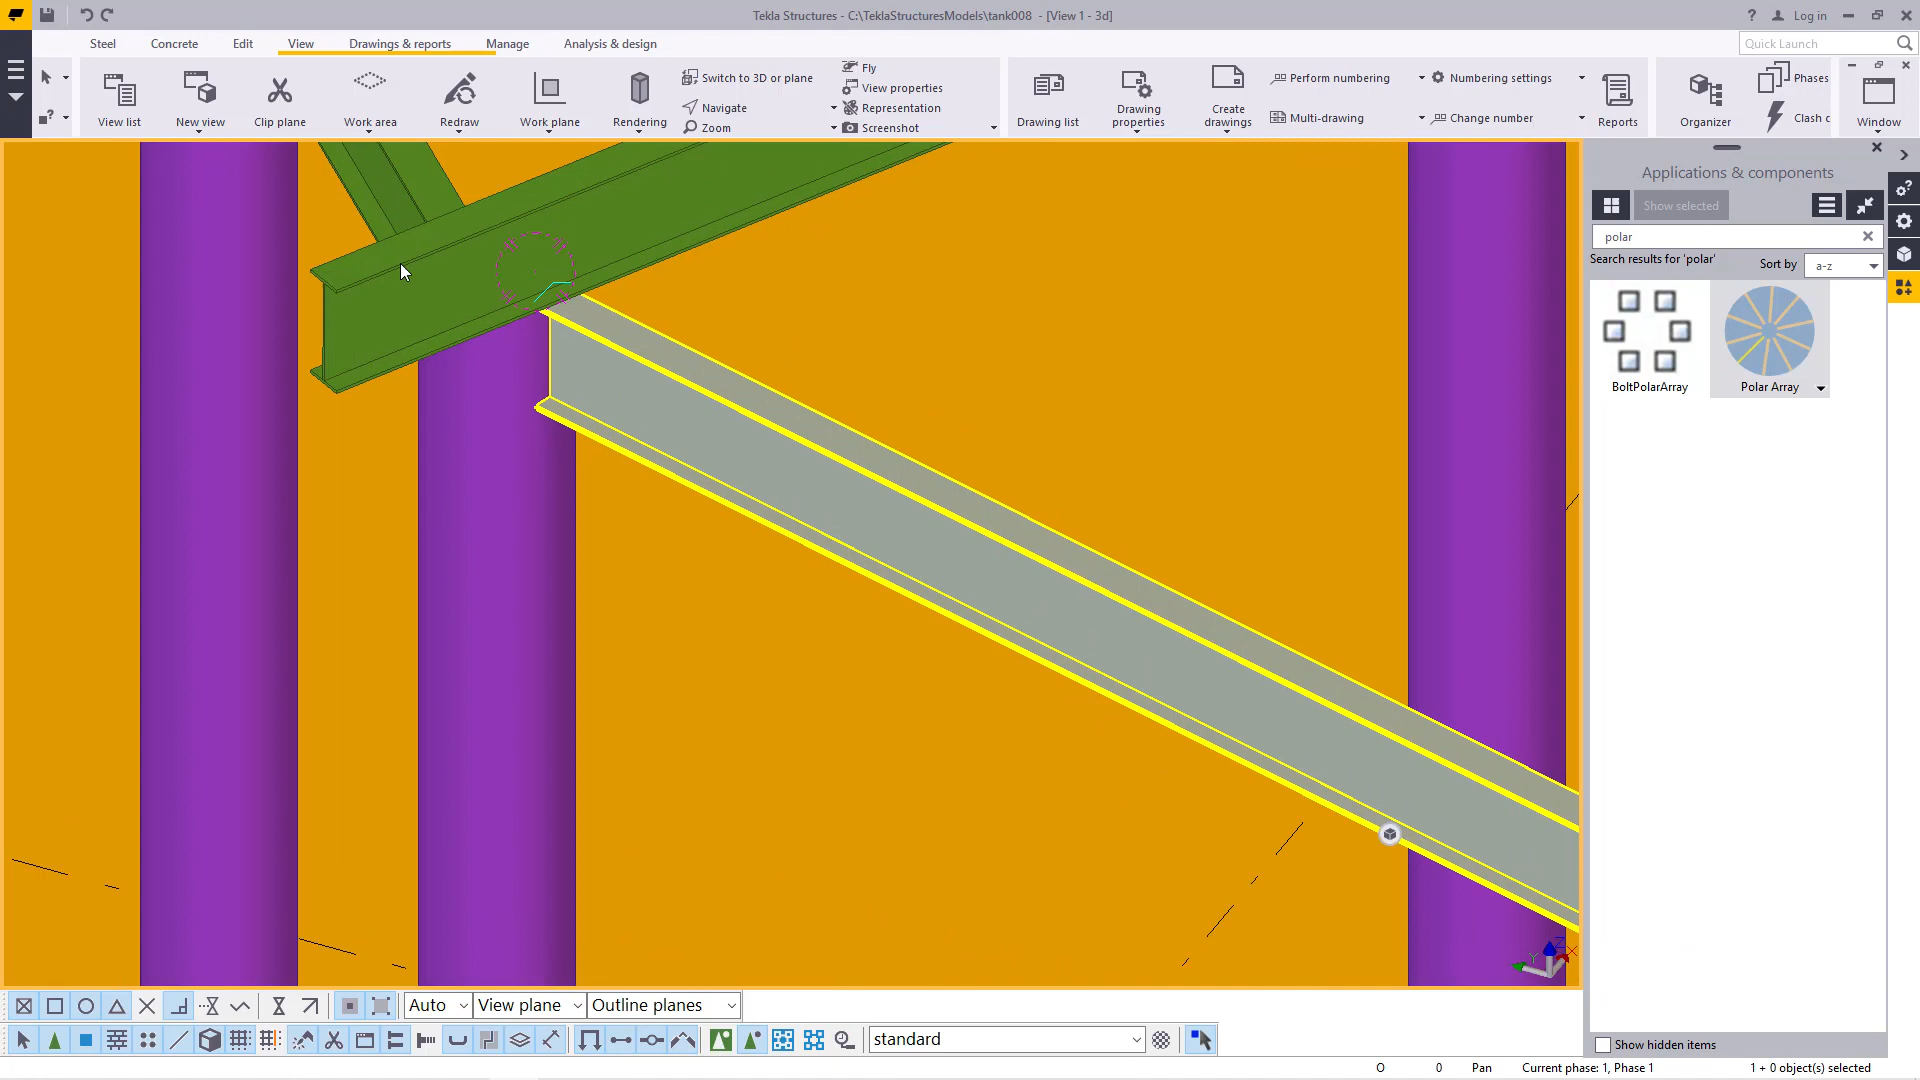 Tekla Structures - C:\TeklaStructuresModels\tank008 - [View 1 - 3d]
? Log in
Steel Concrete Edit View Drawings & reports Manage Analysis & design
Quick Launch
View list
New view
Clip plane
Work area
Redraw
Work plane
Rendering
Switch to 3D or plane
Navigate
Zoom
Fly
View properties
Representation
Screenshot
Drawing list
Drawing properties
Create drawings
Perform numbering
Multi-drawing
Numbering settings
Change number
Reports
Organizer
Phases
Clash c
Window
Applications & components
Show selected
polar
Search results for 'polar'
Sort by a-z
BoltPolarArray
Polar Array
Z
X
Y
Auto View plane Outline planes
standard
Show hidden items
O 0 Pan Current phase: 1, Phase 1 1 + 0 object(s) selected